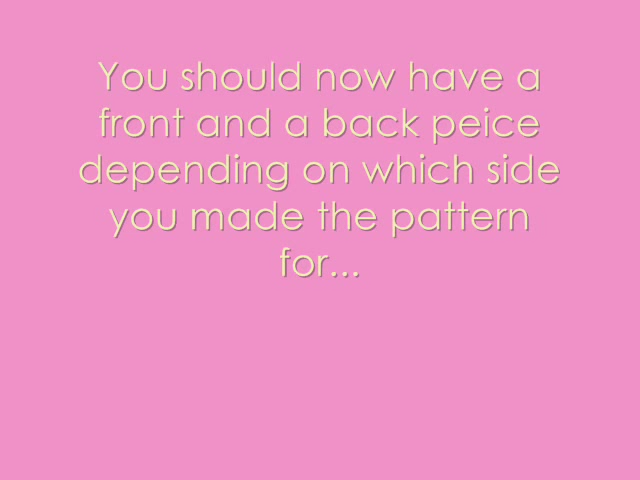 You should now have a
front and a back peice
depending on which side
you made the pattern
for...